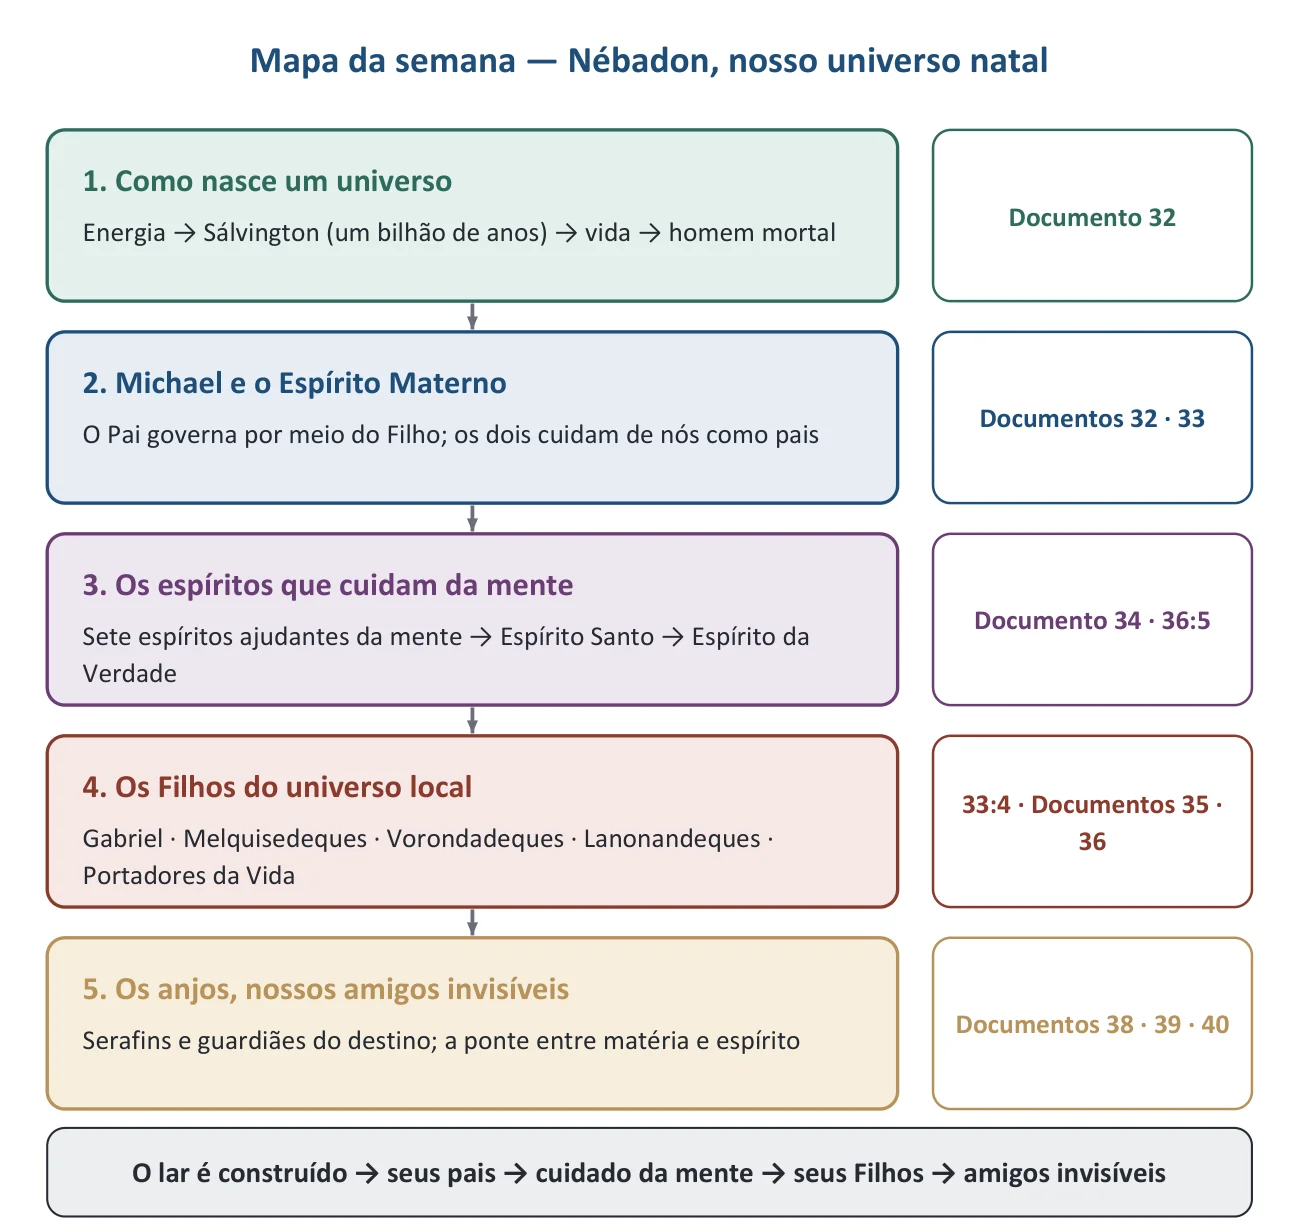 Mapa da semana — Nébadon, nosso universo natal
1. Como nasce um universo
Energia → Sálvington (um bilhão de anos) → vida → homem mortal
Documento 32
2. Michael e o Espírito Materno
O Pai governa por meio do Filho; os dois cuidam de nós como pais
Documentos 32 · 33
3. Os espíritos que cuidam da mente
Sete espíritos ajudantes da mente → Espírito Santo → Espírito da
Verdade
Documento 34 · 36:5
4. Os Filhos do universo local
Gabriel · Melquisedeques · Vorondadeques · Lanonandeques ·
Portadores da Vida
33:4 · Documentos 35 ·
36
5. Os anjos, nossos amigos invisíveis
Serafins e guardiães do destino; a ponte entre matéria e espírito
Documentos 38 · 39 · 40
O lar é construído → seus pais → cuidado da mente → seus Filhos → amigos invisíveis